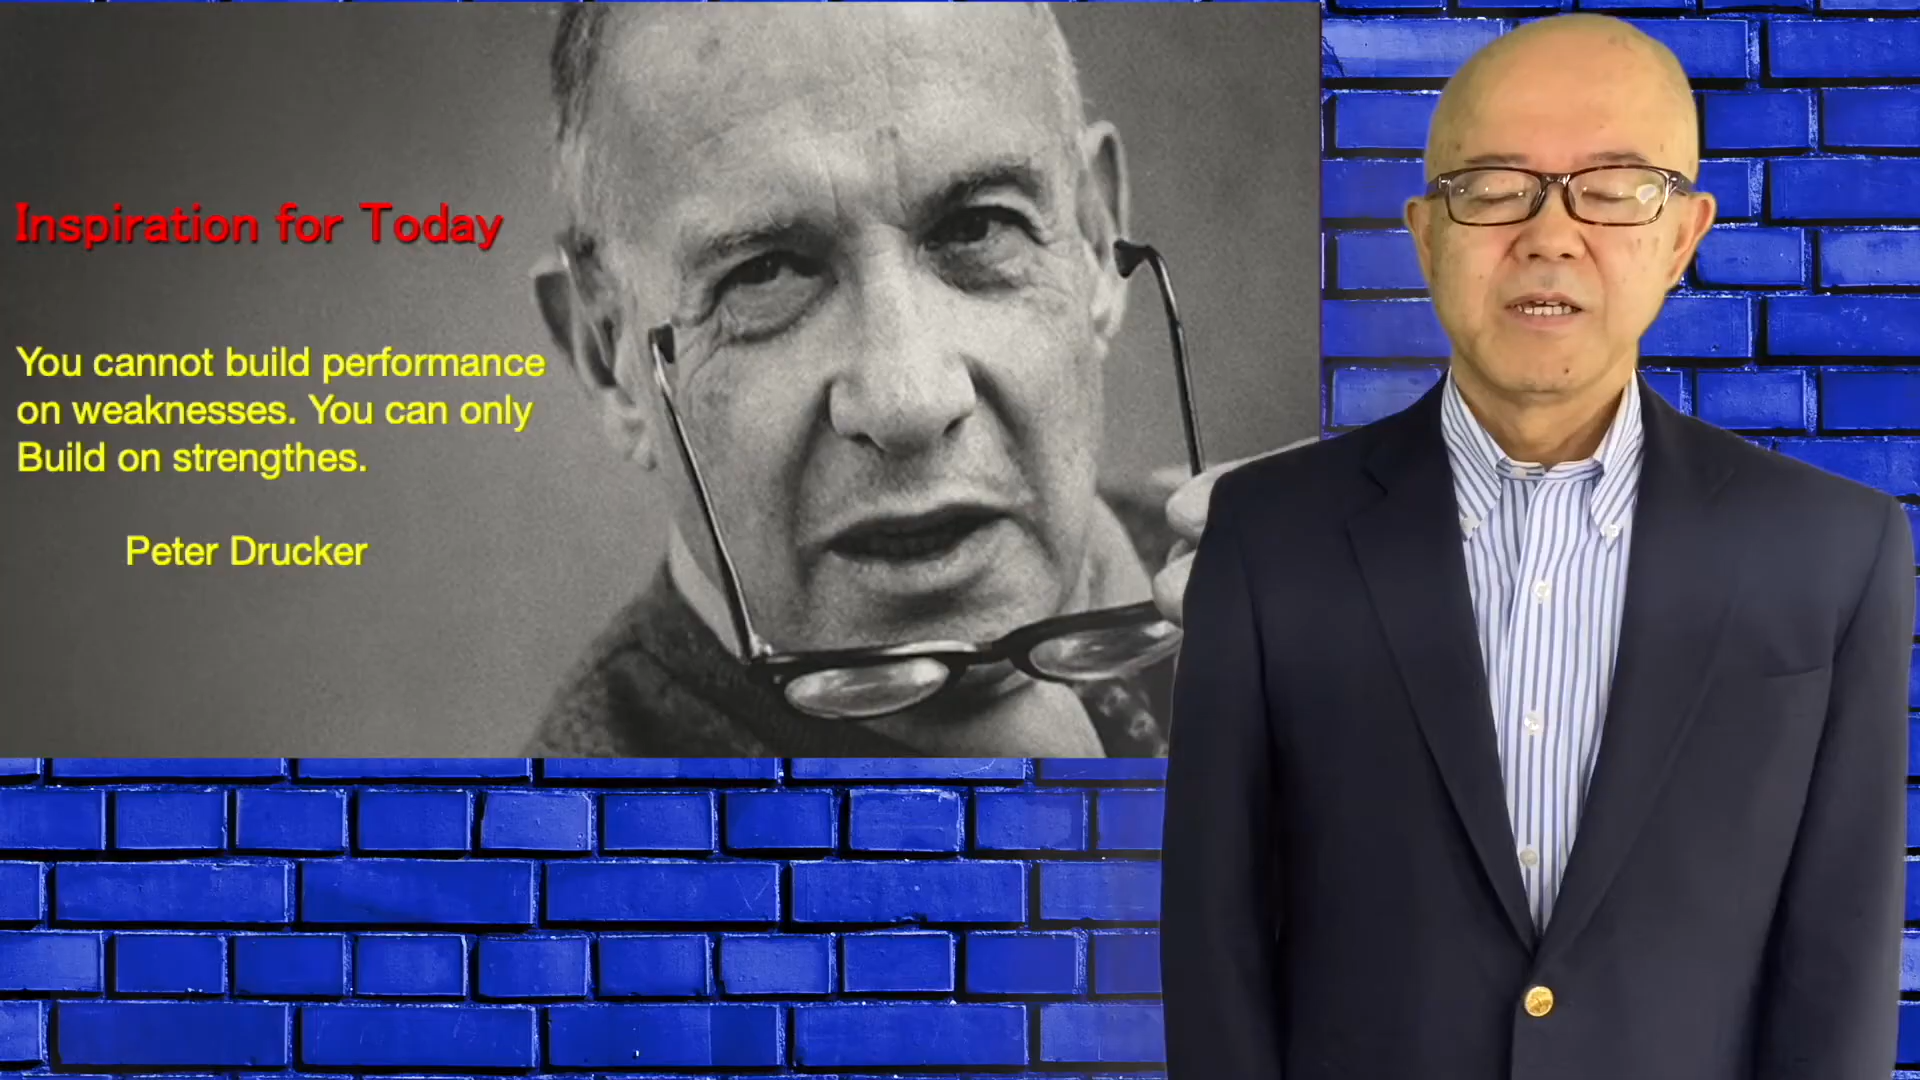 Inspiration for Today
You cannot build performance
on weaknesses. You can only
Build on strengthes.
Peter Drucker